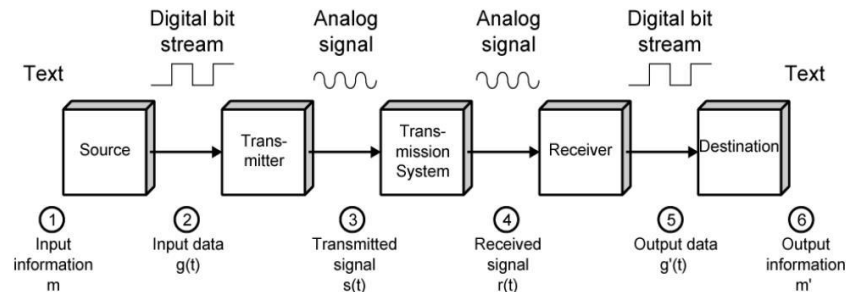 Digital bit
stream
Analog
signal
Analog
signal
Digital bit
stream
Text
Text
Source
Trans-
mitter
Trans-
mission
System
Receiver
Destination
1
Input
information
m
2
Input data
g(t)
3
Transmitted
signal
s(t)
4
Received
signal
r(t)
5
Output data
g'(t)
6
Output
information
m'